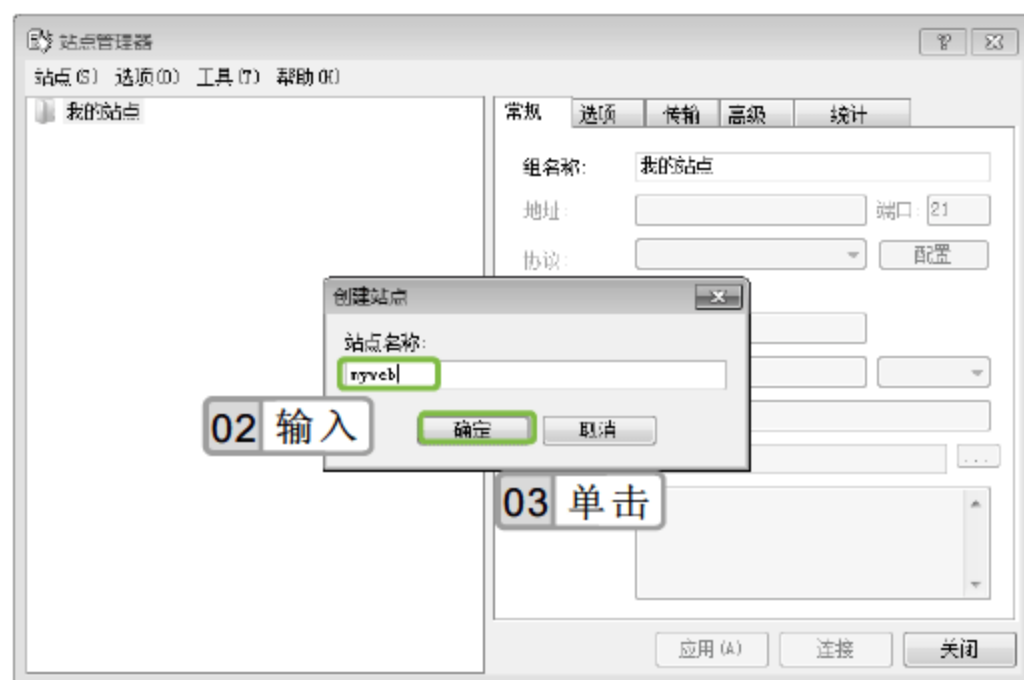 站点管理器
站点(S) 选项(O) 工具(T) 帮助(H)
我的站点
常规 选项 传输 高级 统计
组名称: 我的站点
地址: 端口: 21
协议: 配置
创建站点
站点名称:
myweb
02 输入
确定 取消
...
03 单击
应用(A) 连接 关闭